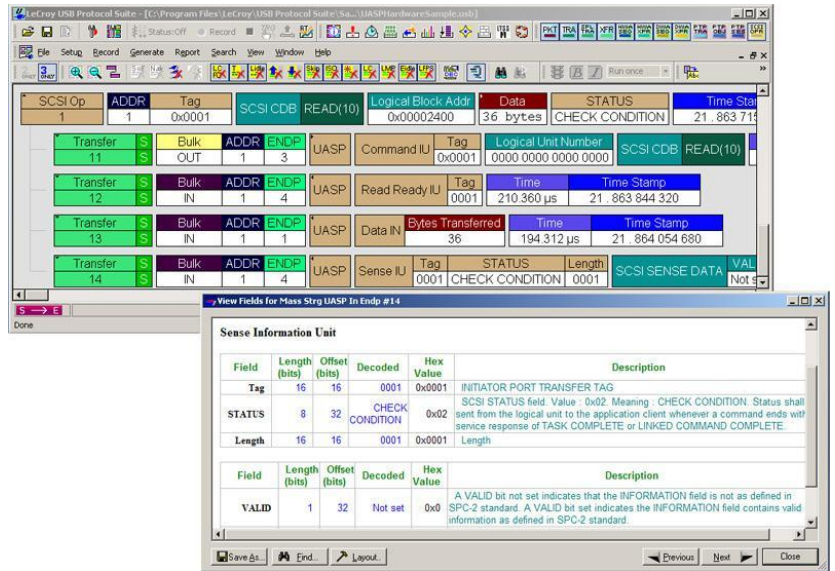 LeCroy USB Protocol Suite - [C:\Program Files\LeCroy\USB Protocol Suite\Sa...\UASPHardwareSample.usb]
Status:Off Record PKT TRA XFR
File Setup Record Generate Report Search View Window Help
Run once
SCSI Op ADDR Tag SCSI CDB READ(10) Logical Block Addr Data STATUS Time Star
1 1 0x0001 0x00002400 36 bytes CHECK CONDITION 21 . 863 715
Transfer S Bulk ADDR ENDP UASP Command IU Tag Logical Unit Number SCSI CDB READ(10)
11 S OUT 1 3 0x0001 0000 0000 0000 0000
Transfer S Bulk ADDR ENDP UASP Read Ready IU Tag Time Time Stamp
12 S IN 1 4 0001 210.360 µs 21 . 863 844 320
Transfer S Bulk ADDR ENDP UASP Data IN Bytes Transferred Time Time Stamp
13 S IN 1 1 36 194.312 µs 21 . 864 054 680
Transfer S Bulk ADDR ENDP UASP Sense IU Tag STATUS Length SCSI SENSE DATA VAL
14 S IN 1 4 0001 CHECK CONDITION 0001 Not s
S E
Done
View Fields for Mass Strg UASP In Endp #14
Sense Information Unit
Field Length (bits) Offset (bits) Decoded Hex Value Description
Tag 16 16 0001 0x0001 INITIATOR PORT TRANSFER TAG
STATUS 8 32 CHECK CONDITION 0x02 SCSI STATUS field. Value : 0x02. Meaning : CHECK CONDITION. Status shall
sent from the logical unit to the application client whenever a command ends with
service response of TASK COMPLETE or LINKED COMMAND COMPLETE.
Length 16 16 0001 0x0001 Length
Field Length (bits) Offset (bits) Decoded Hex Value Description
VALID 1 32 Not set 0x0 A VALID bit not set indicates that the INFORMATION field is not as defined in
SPC-2 standard. A VALID bit set indicates the INFORMATION field contains valid
information as defined in SPC-2 standard.
Save As... Find... Layout.. Previous Next Close